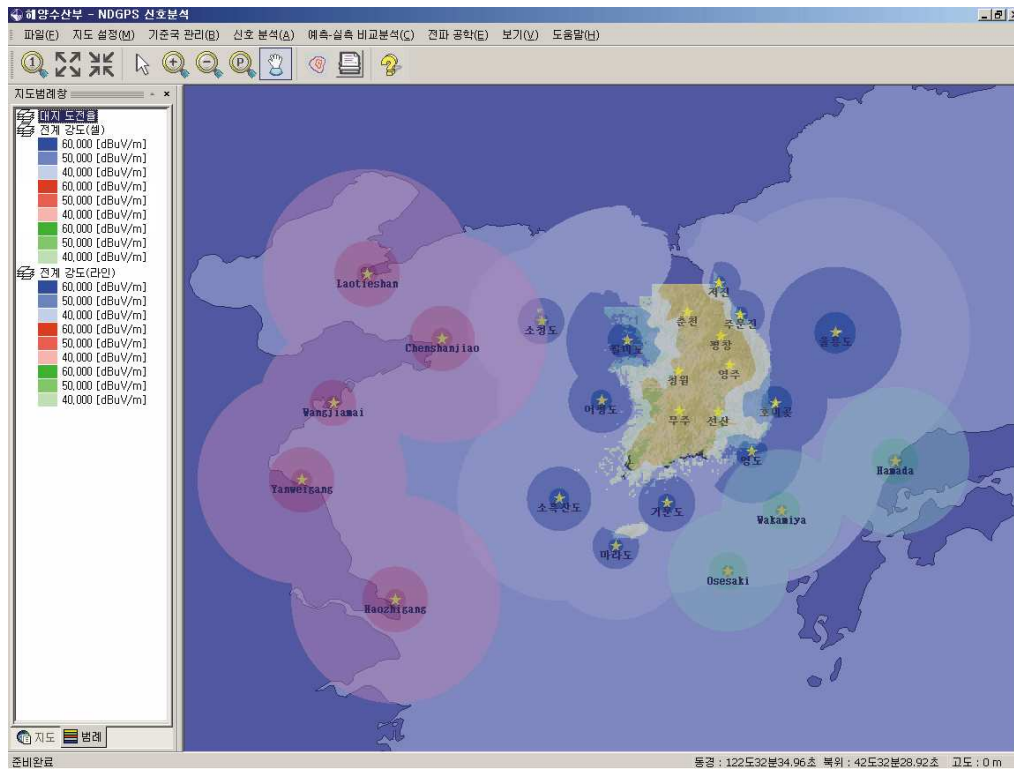 해양수산부 - NDGPS 신호분석
파일(F) 지도 설정(M) 기준국 관리(B) 신호 분석(A) 예측-실측 비교분석(C) 전파 공학(E) 보기(V) 도움말(H)
지도범례창
대지 도전율
전계 강도(셀)
60,000 [dBuV/m]
50,000 [dBuV/m]
40,000 [dBuV/m]
60,000 [dBuV/m]
50,000 [dBuV/m]
40,000 [dBuV/m]
60,000 [dBuV/m]
50,000 [dBuV/m]
40,000 [dBuV/m]
전계 강도(라인)
60,000 [dBuV/m]
50,000 [dBuV/m]
40,000 [dBuV/m]
60,000 [dBuV/m]
50,000 [dBuV/m]
40,000 [dBuV/m]
60,000 [dBuV/m]
50,000 [dBuV/m]
40,000 [dBuV/m]
Laotieshan
저진
춘천
주문진
소청도
울릉도
평창
Chenshanjiao
영주
청원
Wangjiamai
어청도
무주
선산
호미곶
영도
Hamada
Yanweigang
소흑산도
거문도
Wakamiya
마라도
Osesaki
Haozhigang
지도
범례
준비완료
동경 : 122도32분34.96초 북위 : 42도32분28.92초 고도 : 0 m